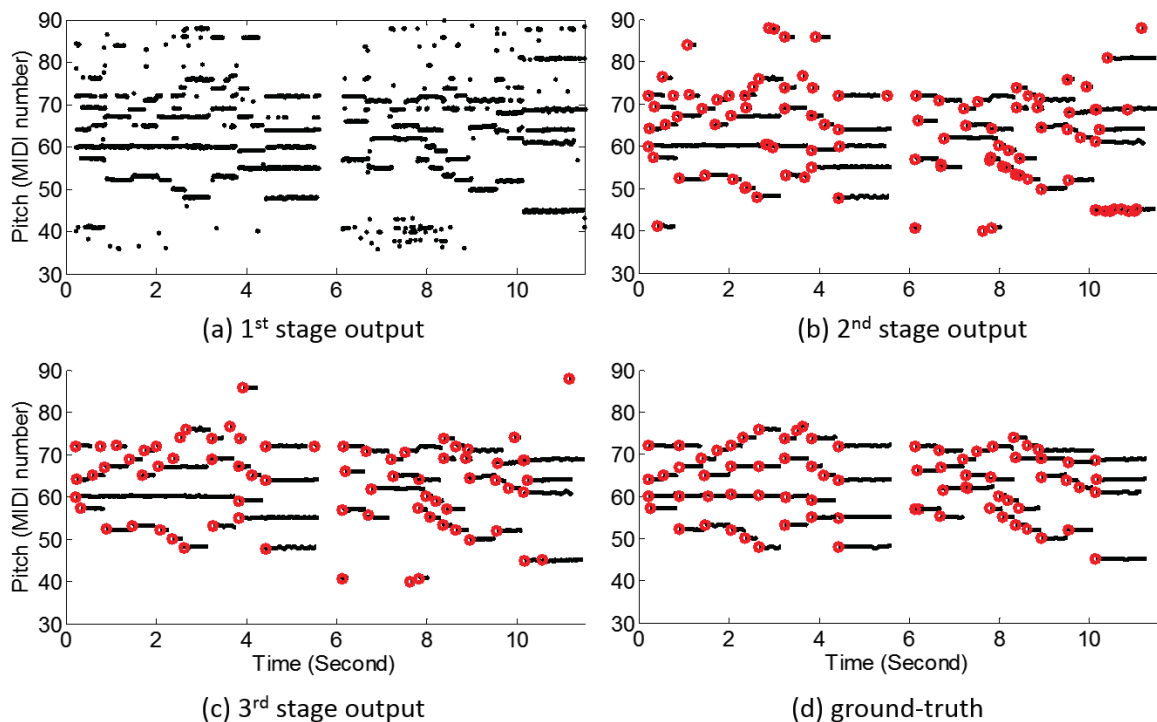 90
80
70
60
50
40
30
Pitch (MIDI number)
0 2 4 6 8 10
(a) 1st stage output
90
80
70
60
50
40
30
0 2 4 6 8 10
(b) 2nd stage output
90
80
70
60
50
40
30
Pitch (MIDI number)
0 2 4 6 8 10
Time (Second)
(c) 3rd stage output
90
80
70
60
50
40
30
0 2 4 6 8 10
Time (Second)
(d) ground-truth